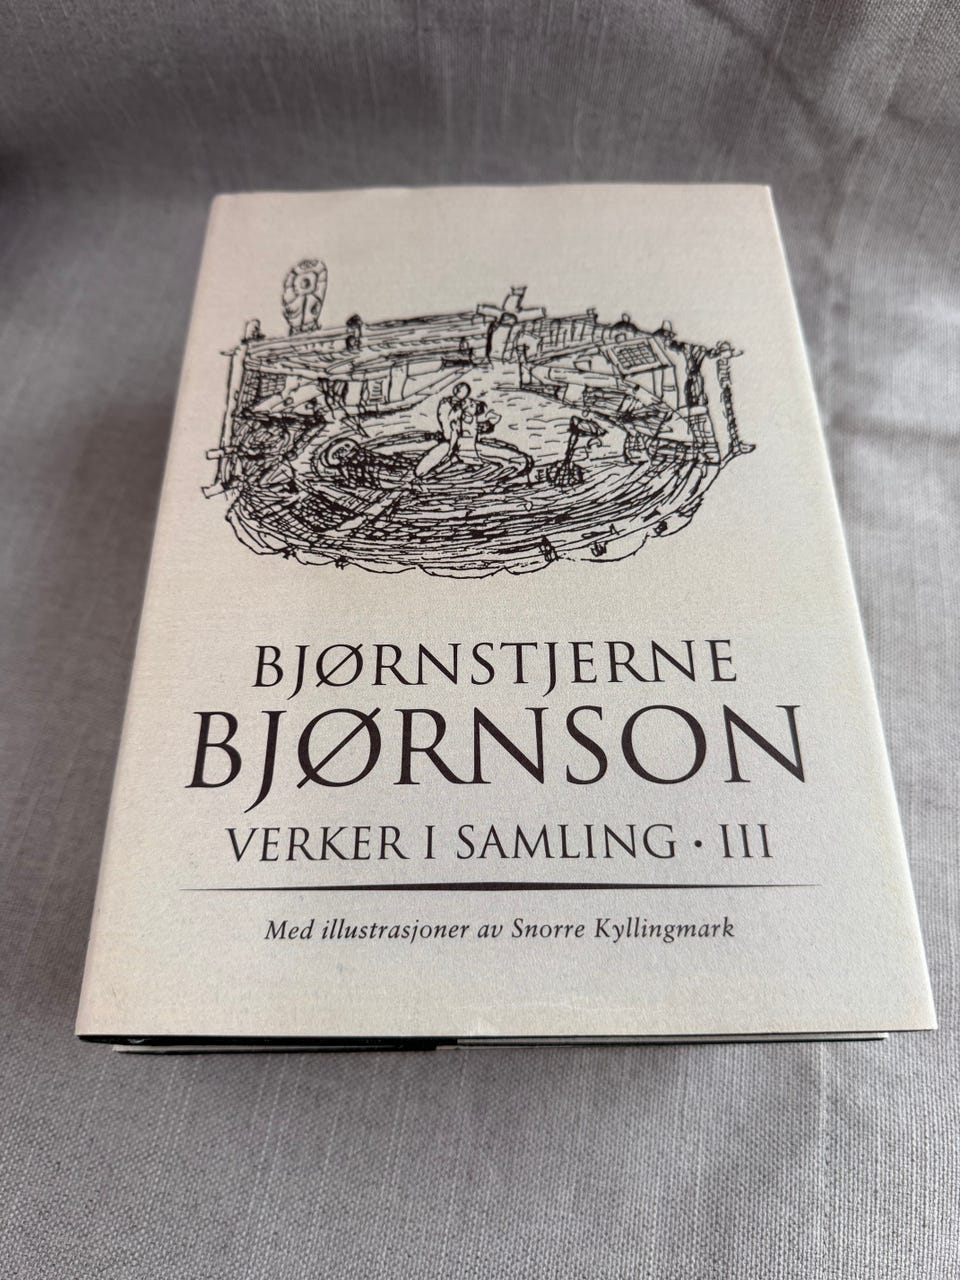 BJØRNSTJERNE
BJØRNSON
VERKER I SAMLING · III
Med illustrasjoner av Snorre Kyllingmark